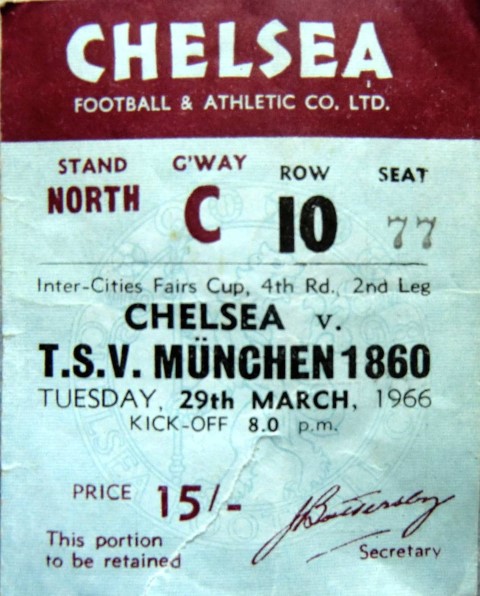 CHELSEA
FOOTBALL & ATHLETIC CO. LTD.
STAND G'WAY ROW SEAT
NORTH C 10 77
Inter-Cities Fairs Cup, 4th Rd., 2nd Leg
CHELSEA v.
T.S.V. MÜNCHEN 1860
TUESDAY, 29th MARCH, 1966
KICK-OFF 8.0 p.m.
PRICE 15/-
This portion
to be retained
Secretary